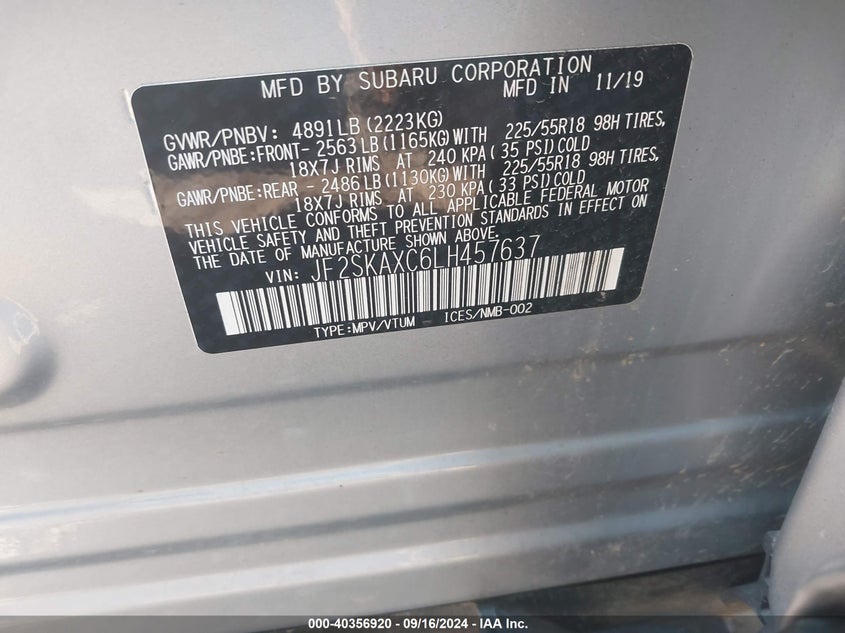 MFD BY SUBARU CORPORATION
MFD IN 11/19
GVWR/PNBV: 4891LB(2223KG)
GAWR/PNBE:FRONT- 2563LB(1165KG)WITH 225/55R18 98H TIRES,
18X7J RIMS AT 240 KPA( 35 PSI)COLD
GAWR/PNBE:REAR - 2486LB(1130KG)WITH 225/55R18 98H TIRES,
18X7J RIMS AT 230 KPA( 33 PSI)COLD
THIS VEHICLE CONFORMS TO ALL APPLICABLE FEDERAL MOTOR
VEHICLE SAFETY AND THEFT PREVENTION STANDARDS IN EFFECT ON
THE DATE OF MANUFACTURE SHOWN ABOVE.
VIN: JF2SKAXC6LH457637
TYPE:MPV/VTUM ICES/NMB-002
000-40356920 - 09/16/2024 - IAA Inc.